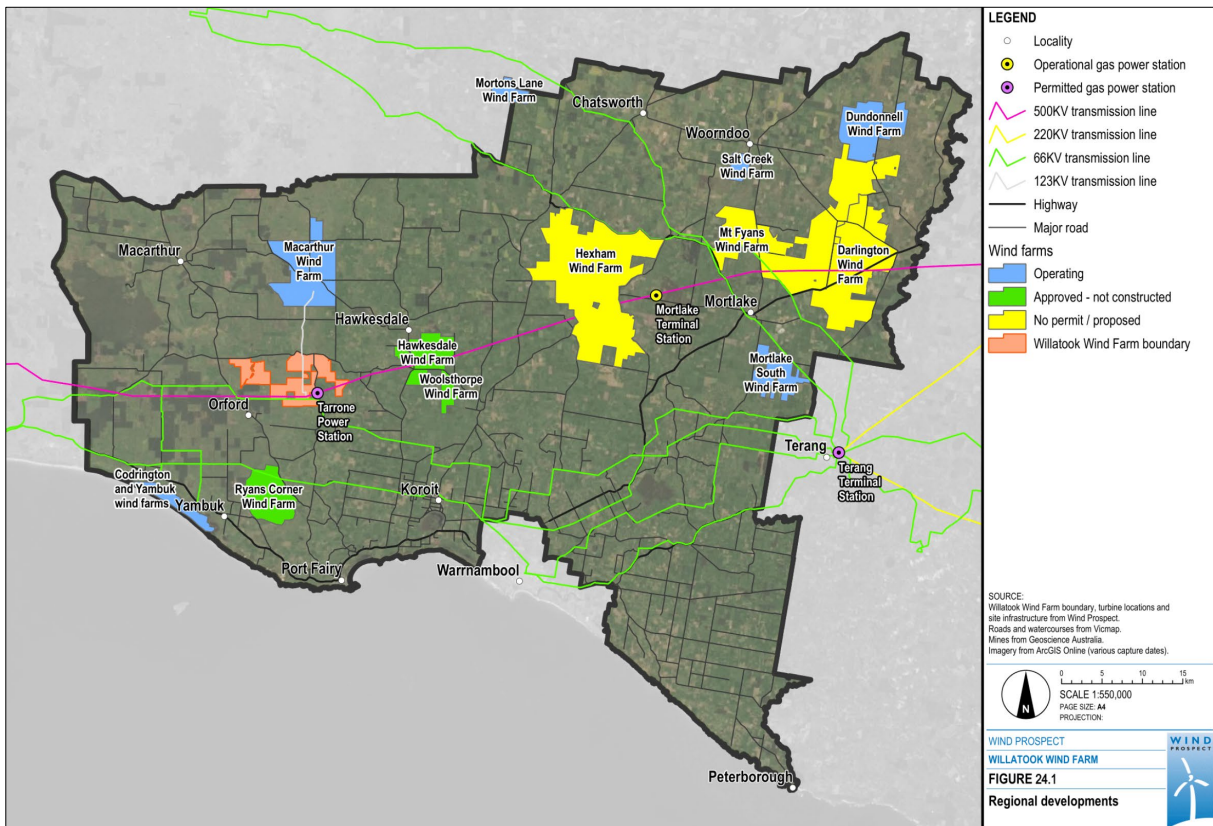 Mortons Lane
Wind Farm
Chatsworth
Woorndoo
Dundonnell
Wind Farm
Salt Creek
Wind Farm
Macarthur
Macarthur
Wind
Farm
Hexham
Wind Farm
Mt Fyans
Wind Farm
Darlington
Wind
Farm
Mortlake
Terminal
Station
Mortlake
Hawkesdale
Hawkesdale
Wind Farm
Woolsthorpe
Wind Farm
Mortlake
South
Wind Farm
Orford
Tarrone
Power
Station
Terang
Terang
Terminal
Station
Codrington
and Yambuk
wind farms
Yambuk
Ryans Corner
Wind Farm
Koroit
Port Fairy
Warrnambool
Peterborough
LEGEND
Locality
Operational gas power station
Permitted gas power station
500KV transmission line
220KV transmission line
66KV transmission line
123KV transmission line
Highway
Major road
Wind farms
Operating
Approved - not constructed
No permit / proposed
Willatook Wind Farm boundary
SOURCE:
Willatook Wind Farm boundary, turbine locations and
site infrastructure from Wind Prospect.
Roads and watercourses from Vicmap.
Mines from Geoscience Australia.
Imagery from ArcGIS Online (various capture dates).
0 5 10 15
km
SCALE 1:550,000
PAGE SIZE: A4
PROJECTION:
N
WIND PROSPECT
WILLATOOK WIND FARM
FIGURE 24.1
Regional developments
WIND
PROSPECT